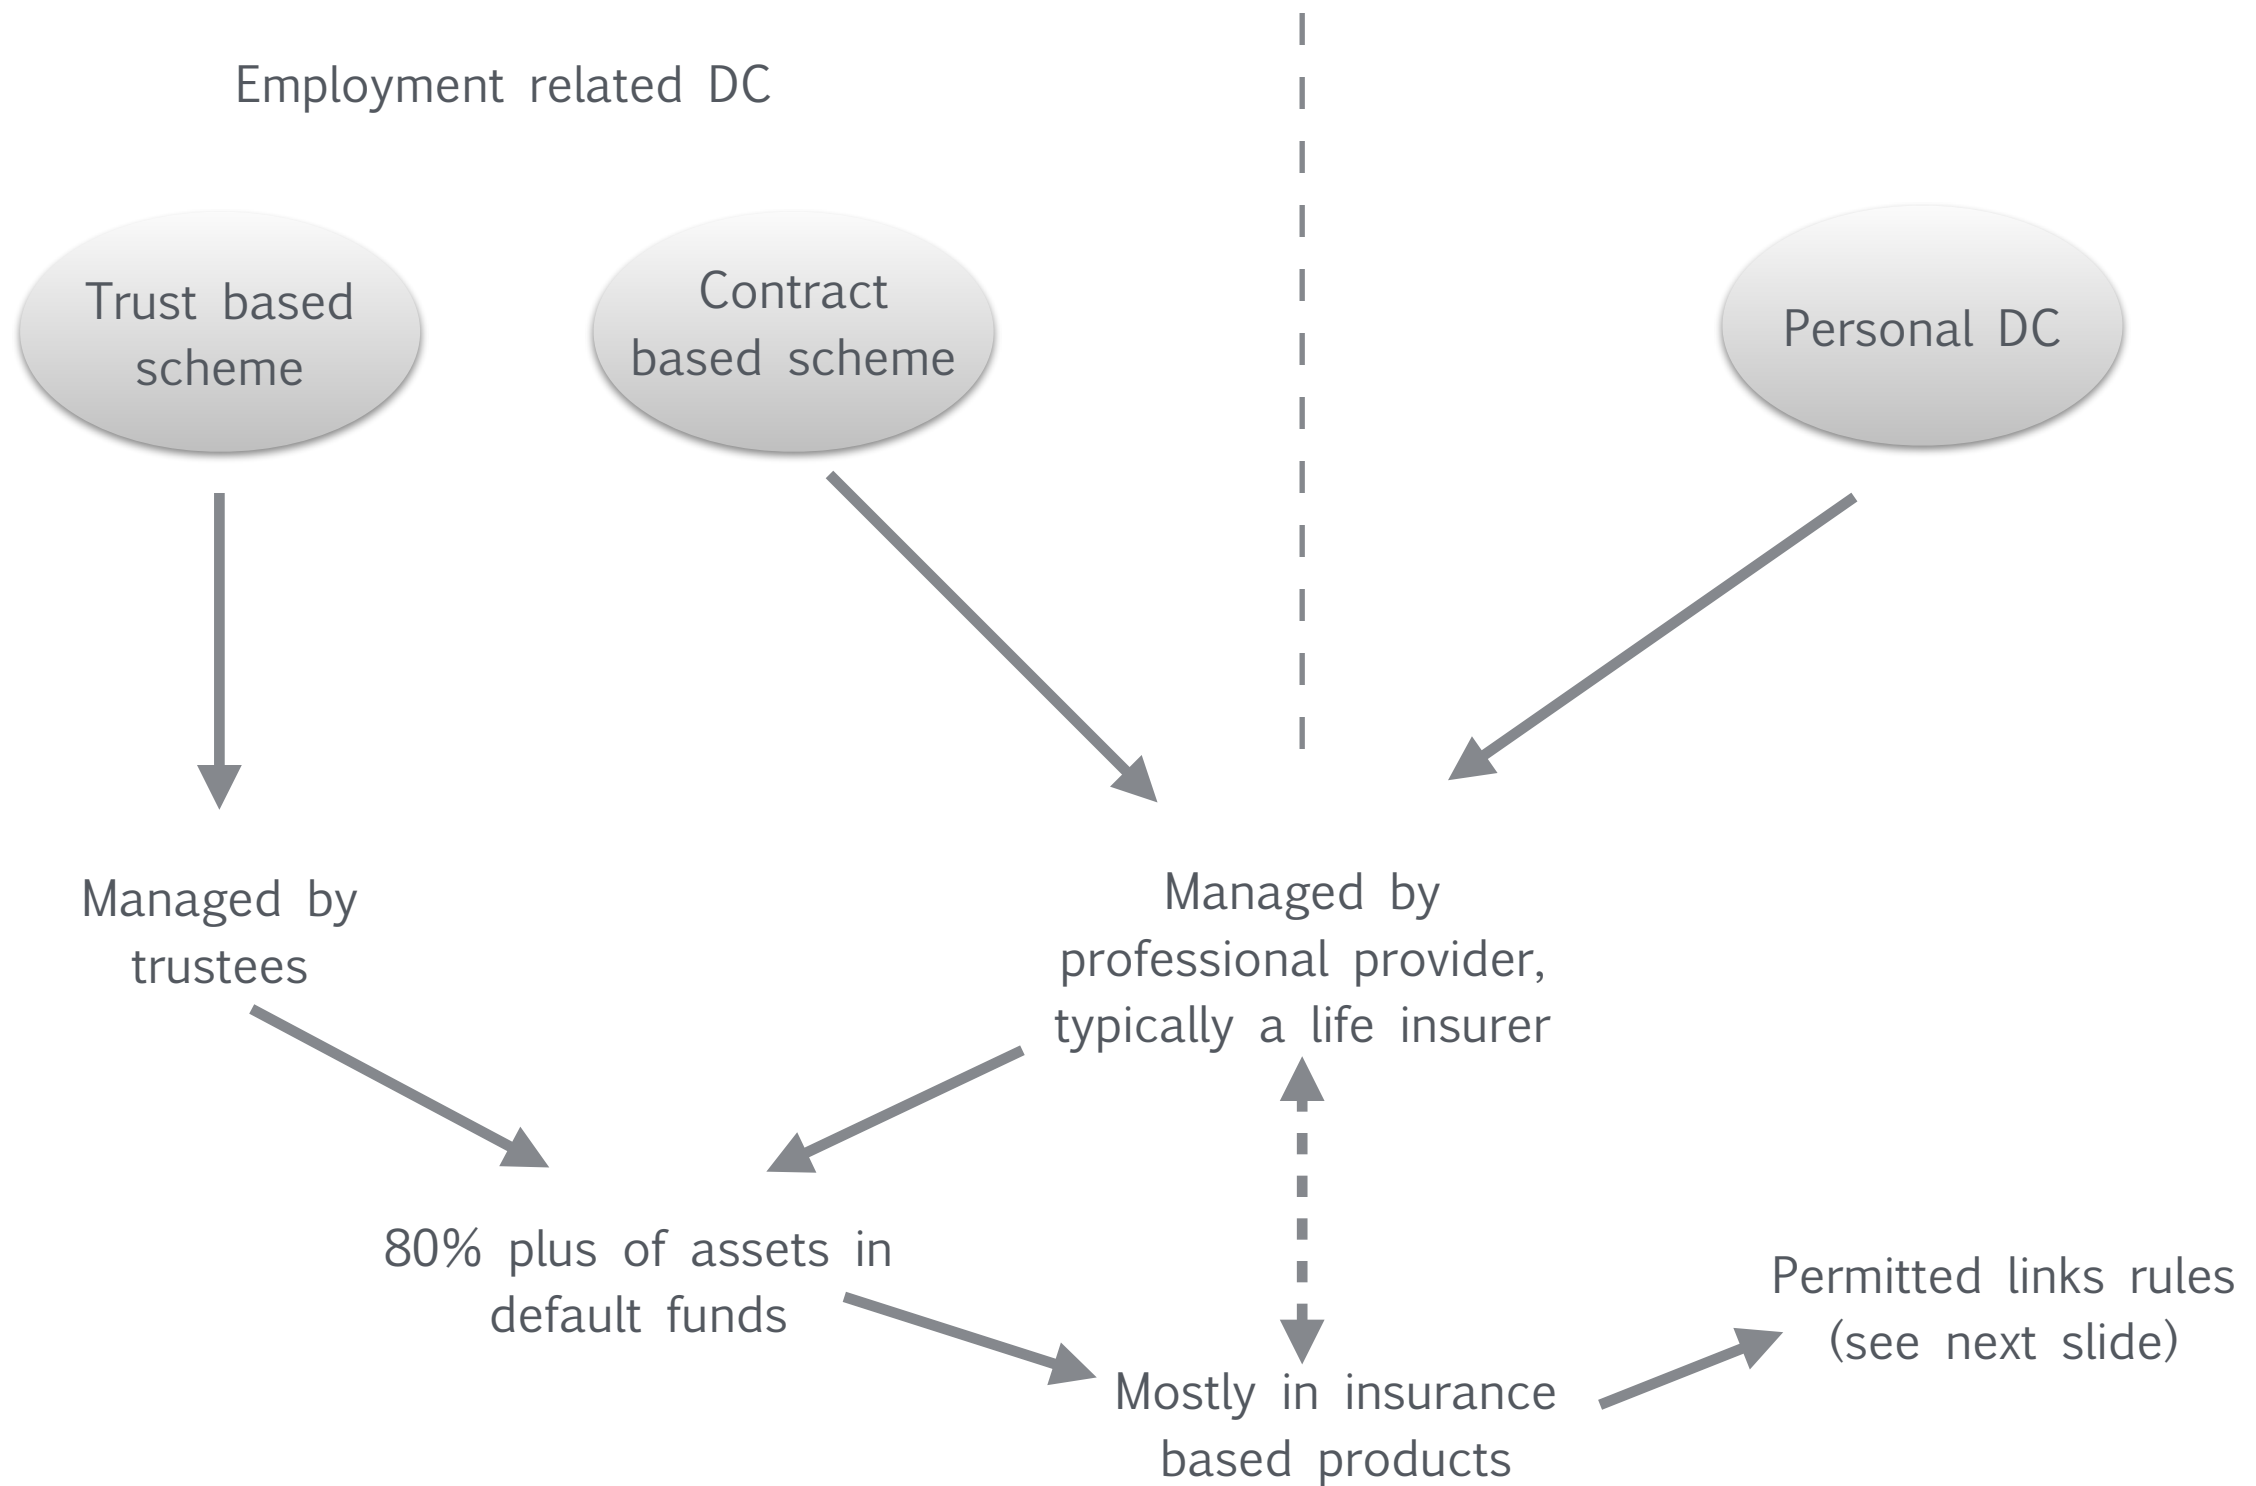 Employment related DC
Trust based
scheme
Contract
based scheme
Personal DC
Managed by
trustees
Managed by
professional provider,
typically a life insurer
80% plus of assets in
default funds
Permitted links rules
(see next slide)
Mostly in insurance
based products